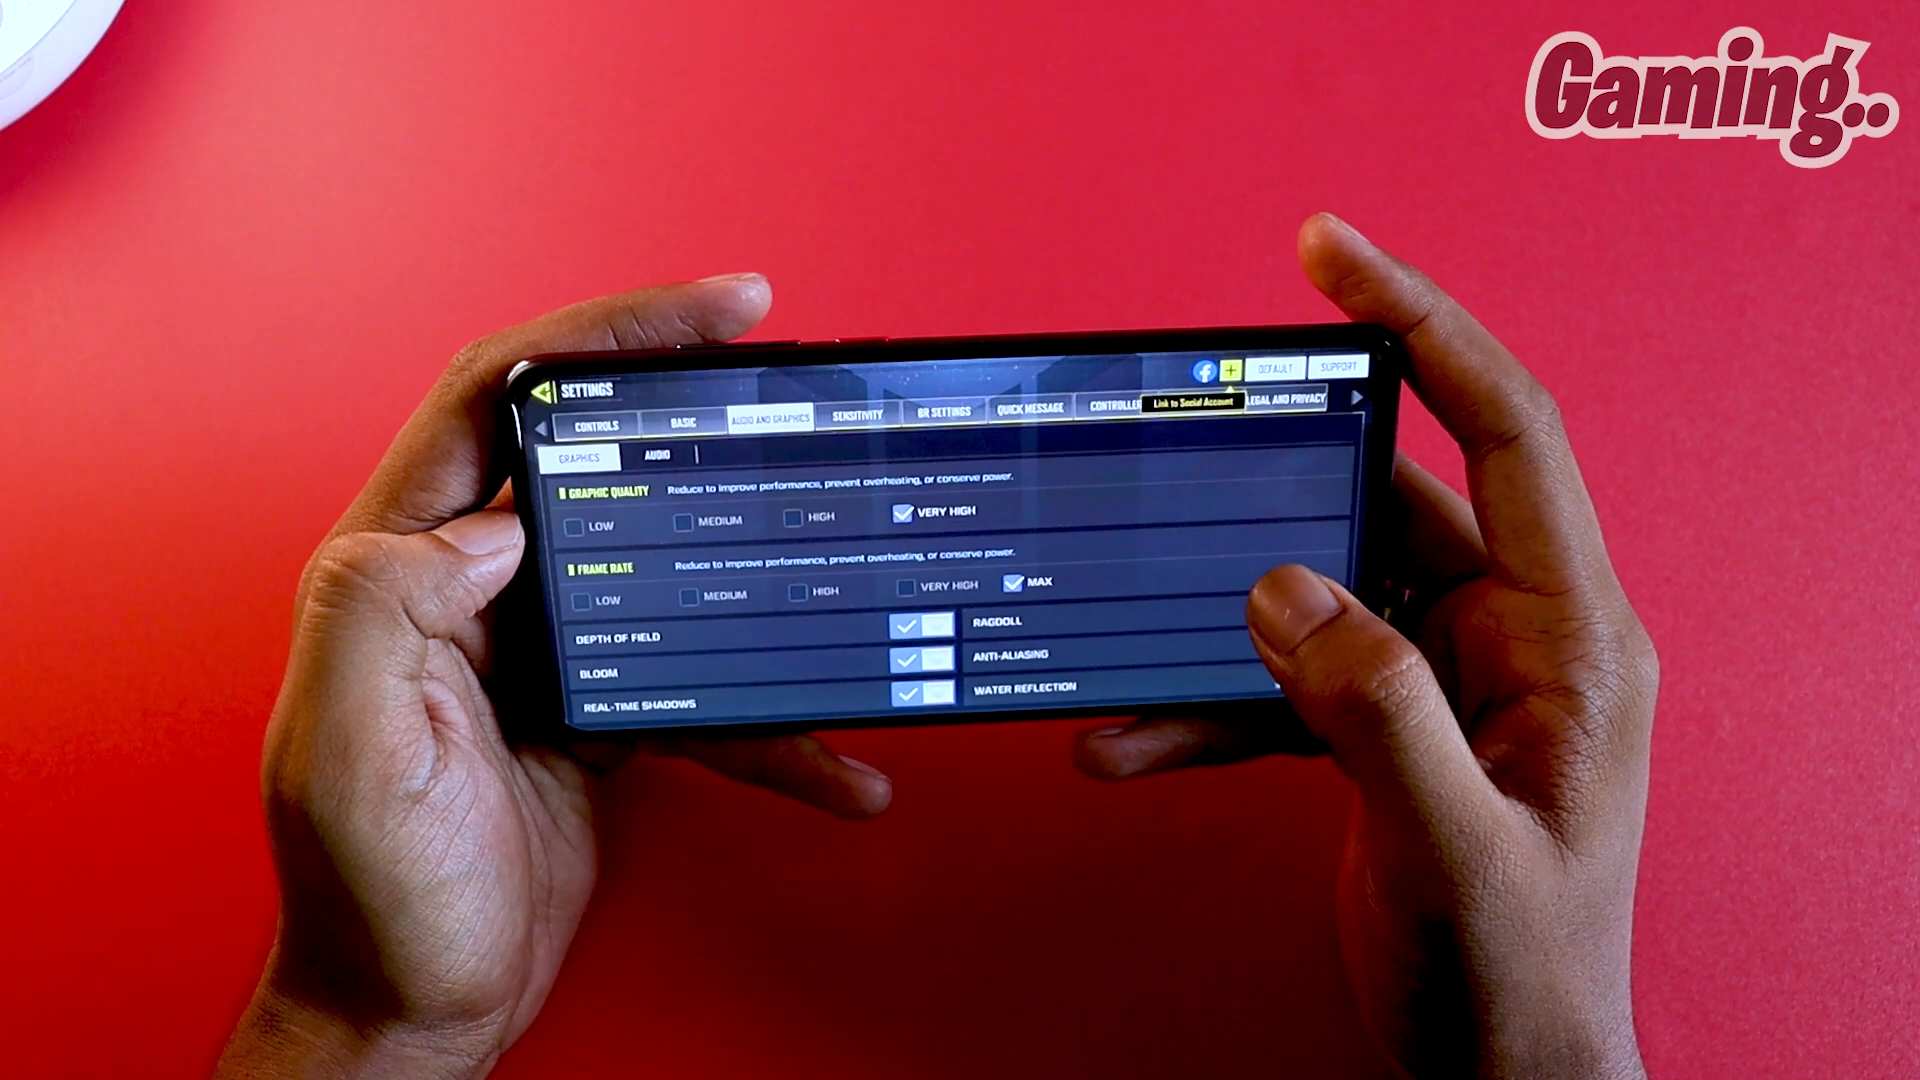 Gaming..
SETTINGS
DEFAULT
SUPPORT
CONTROLS
BASIC
AUDIO AND GRAPHICS
SENSITIVITY
BR SETTINGS
QUICK MESSAGE
CONTROLLER
Link to Social Account
LEGAL AND PRIVACY
GRAPHICS
AUDIO
GRAPHIC QUALITY
Reduce to improve performance, prevent overheating, or conserve power.
LOW
MEDIUM
HIGH
VERY HIGH
FRAME RATE
Reduce to improve performance, prevent overheating, or conserve power.
LOW
MEDIUM
HIGH
VERY HIGH
MAX
DEPTH OF FIELD
RAGDOLL
BLOOM
ANTI-ALIASING
REAL-TIME SHADOWS
WATER REFLECTION